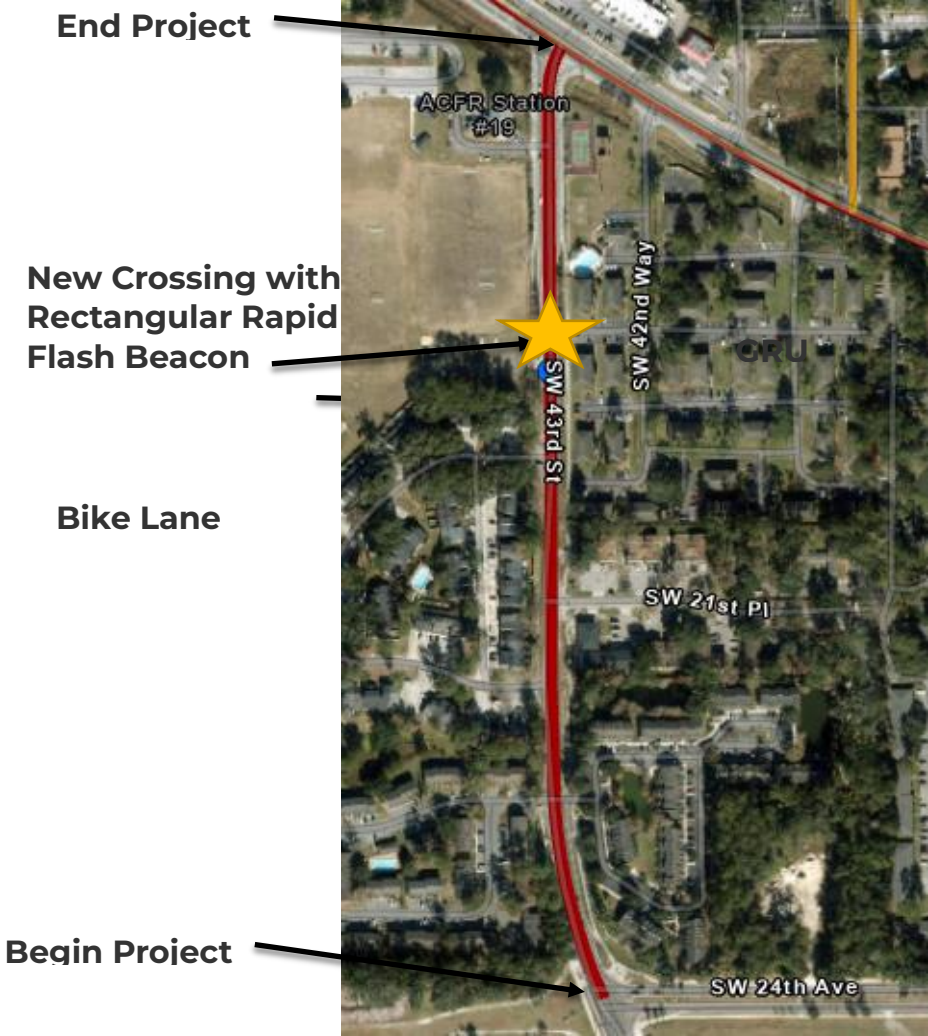 End Project
ACFR Station
#19
New Crossing with
Rectangular Rapid
Flash Beacon
SW 42nd Way
GRU
SW 43rd St
Bike Lane
SW 21st Pl
Begin Project
SW 24th Ave